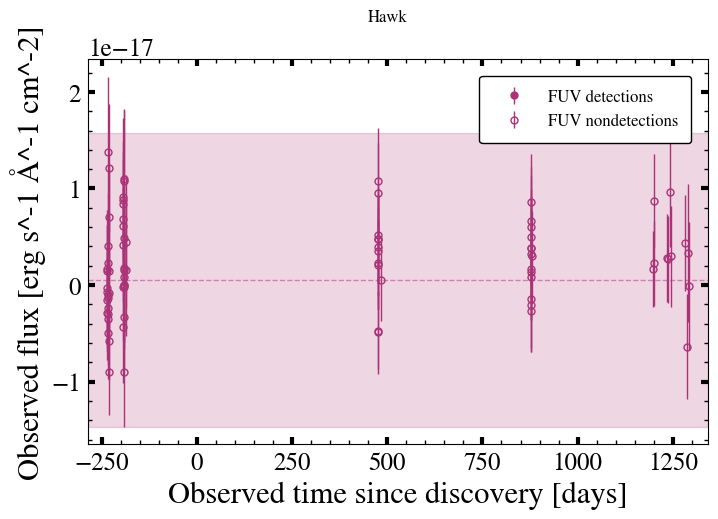 Hawk
1e−17
FUV detections
FUV nondetections
2
1
0
−1
Observed flux [erg s^-1 Å^-1 cm^-2]
−250 0 250 500 750 1000 1250
Observed time since discovery [days]